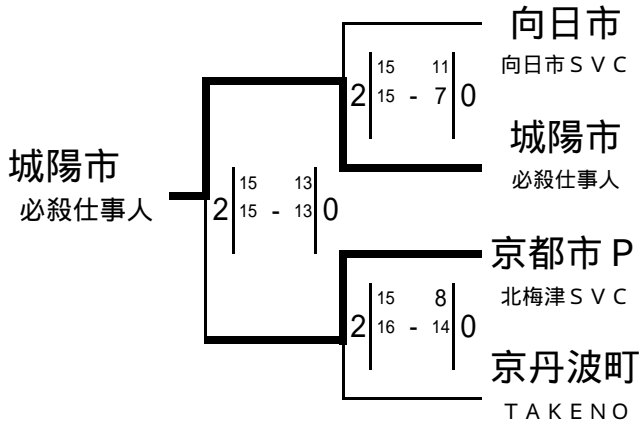 向日市
向日市ＳＶＣ
15 11
2 15 - 7 0
城陽市
必殺仕事人
城陽市
必殺仕事人
15 13
2 15 - 13 0
京都市Ｐ
北梅津ＳＶＣ
15 8
2 16 - 14 0
京丹波町
ＴＡＫＥＮＯ